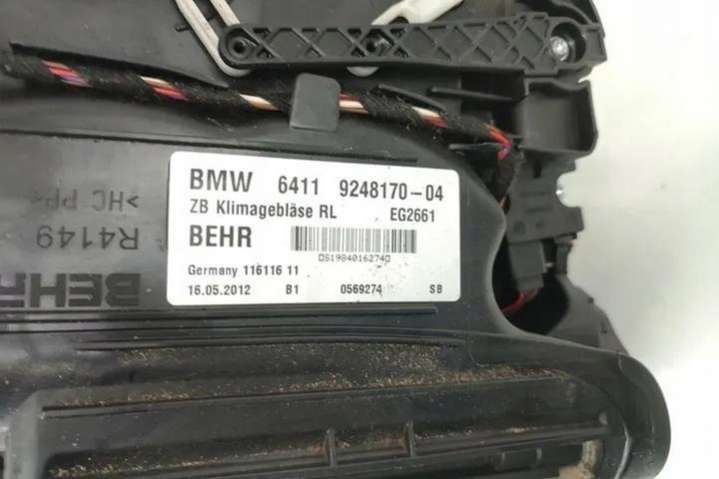 BMW 6411 9248170-04
ZB Klimagebläse RL EG2661
BEHR
Germany 116116 11
16.05.2012 B1 0569274 SB
>HC PP<
R4149
BEHR